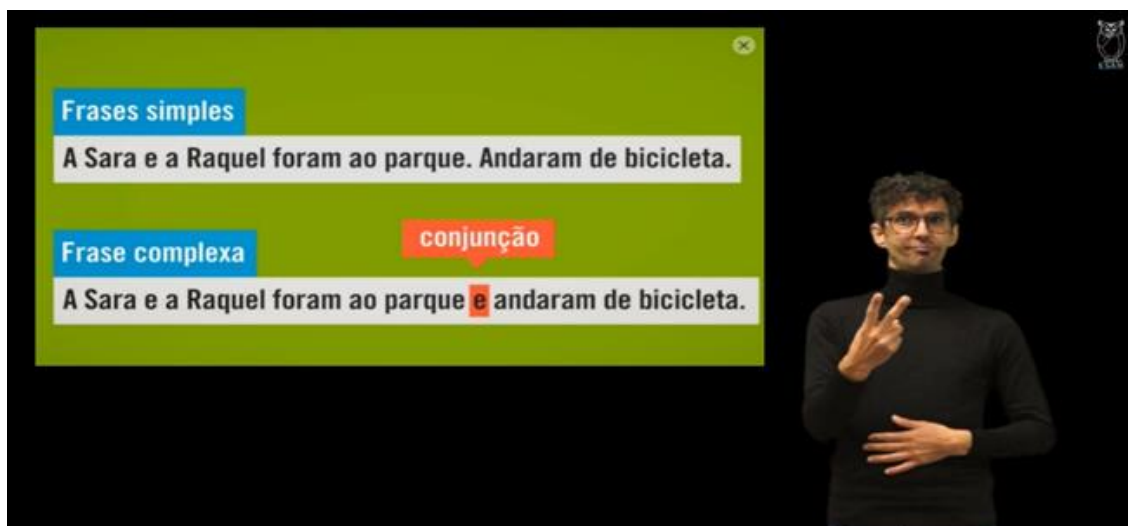 Frases simples
A Sara e a Raquel foram ao parque. Andaram de bicicleta.
conjunção
Frase complexa
A Sara e a Raquel foram ao parque e andaram de bicicleta.